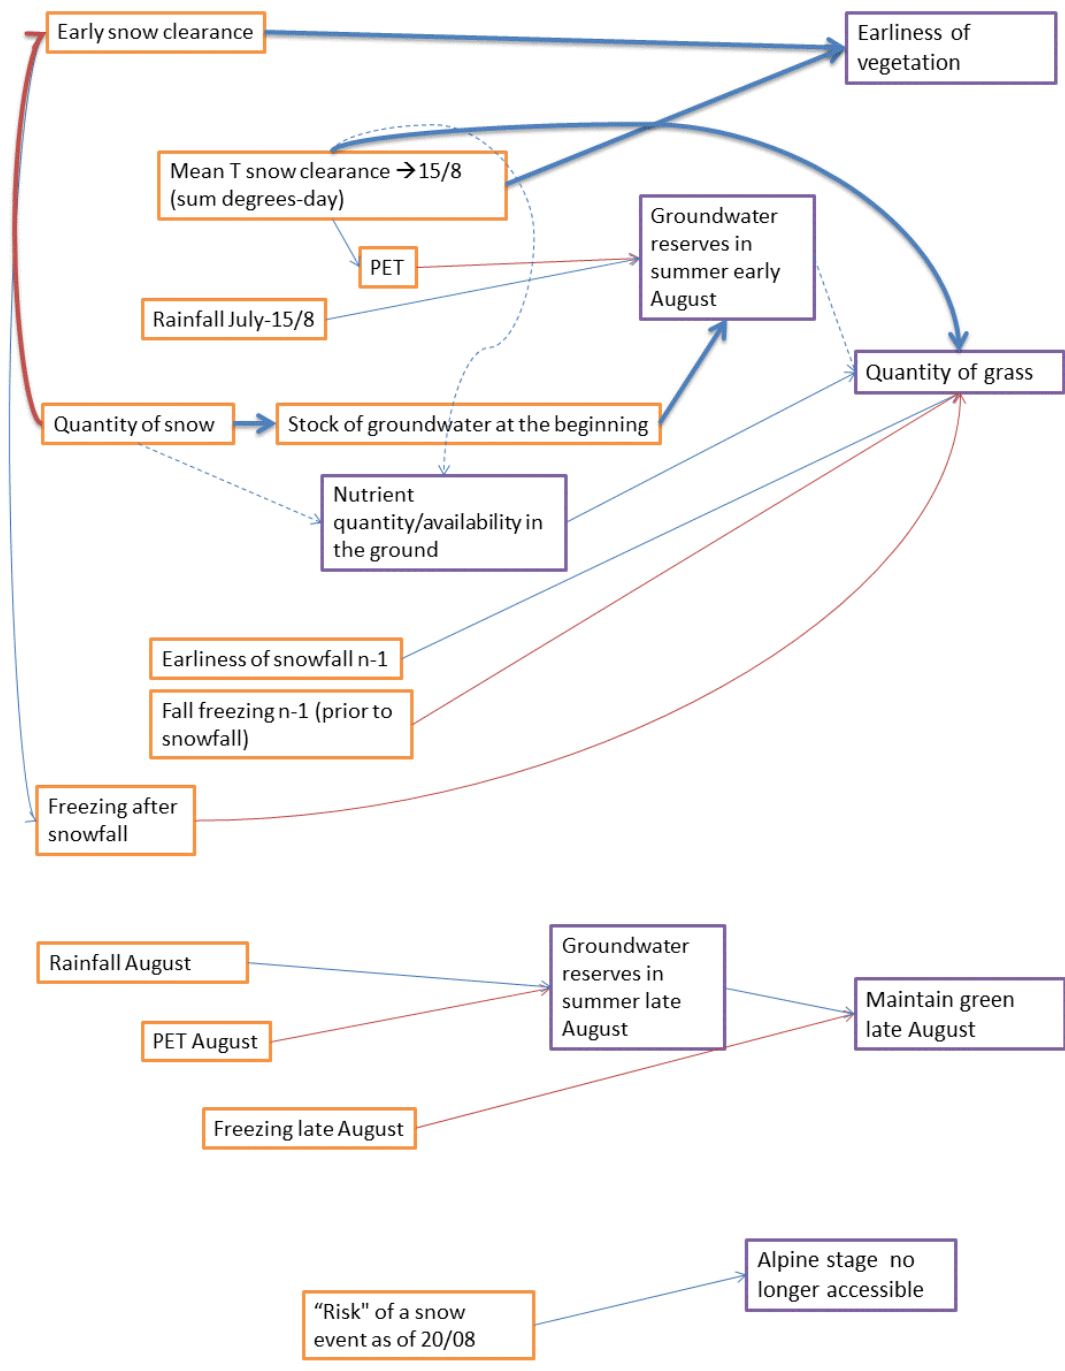 Early snow clearance
Earliness of
vegetation
Mean T snow clearance →15/8
(sum degrees-day)
Groundwater
reserves in
summer early
August
PET
Rainfall July-15/8
Quantity of grass
Quantity of snow
Stock of groundwater at the beginning
Nutrient
quantity/availability in
the ground
Earliness of snowfall n-1
Fall freezing n-1 (prior to
snowfall)
Freezing after
snowfall
Rainfall August
Groundwater
reserves in
summer late
August
Maintain green
late August
PET August
Freezing late August
Alpine stage no
longer accessible
“Risk" of a snow
event as of 20/08